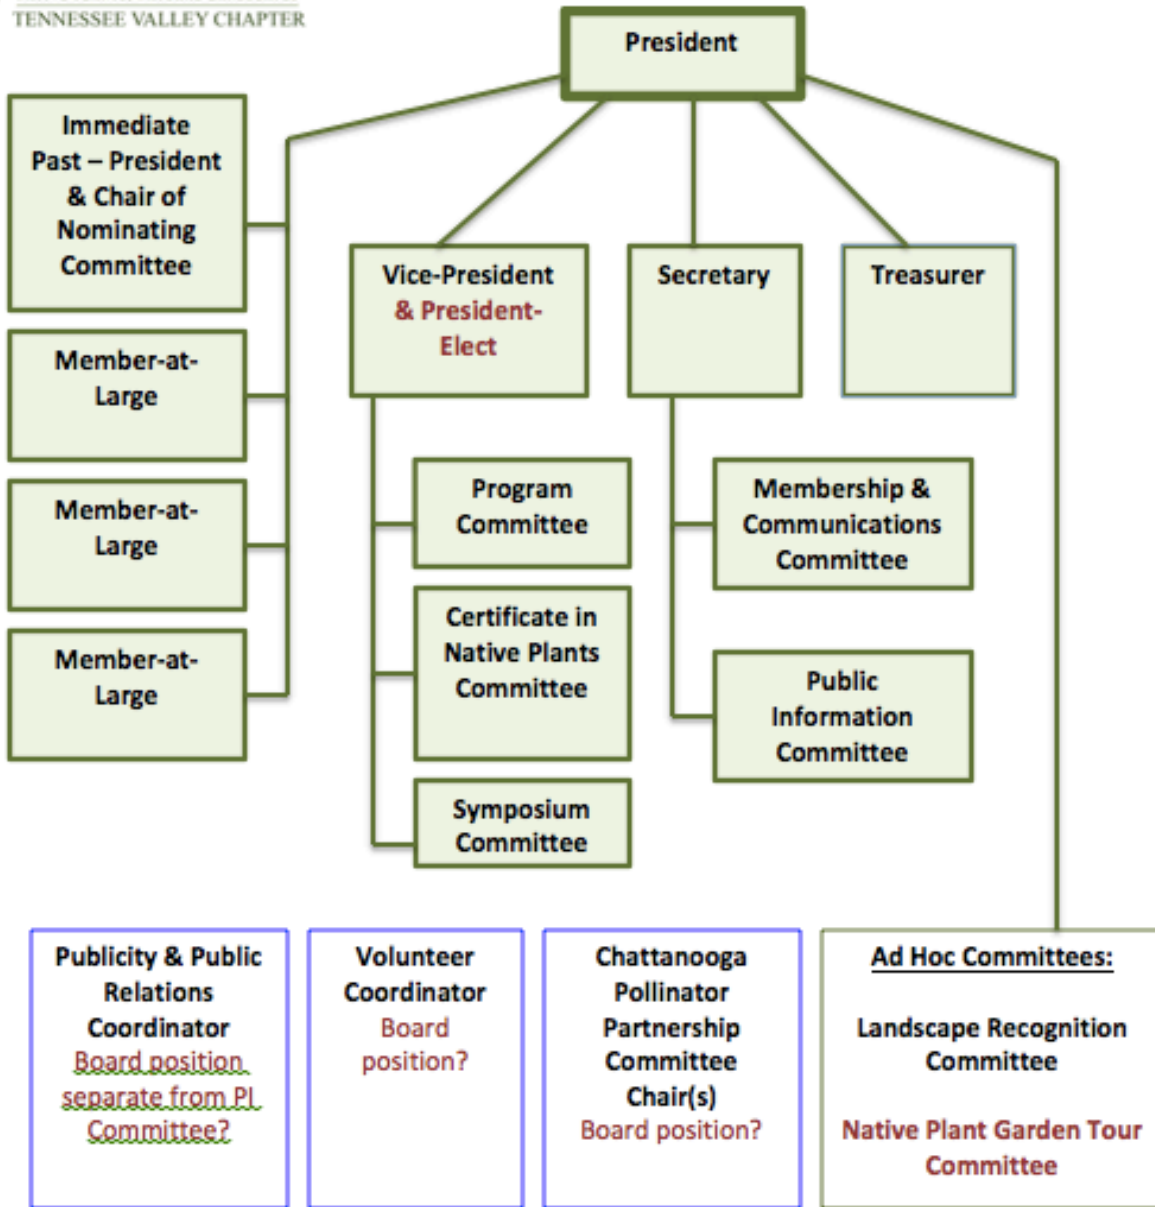 TENNESSEE VALLEY CHAPTER
President
Immediate
Past – President
& Chair of
Nominating
Committee
Member-at-
Large
Member-at-
Large
Member-at-
Large
Vice-President
& President-
Elect
Secretary
Treasurer
Program
Committee
Certificate in
Native Plants
Committee
Symposium
Committee
Membership &
Communications
Committee
Public
Information
Committee
Publicity & Public
Relations
Coordinator
Board position
separate from PI
Committee?
Volunteer
Coordinator
Board
position?
Chattanooga
Pollinator
Partnership
Committee
Chair(s)
Board position?
Ad Hoc Committees:
Landscape Recognition
Committee
Native Plant Garden Tour
Committee